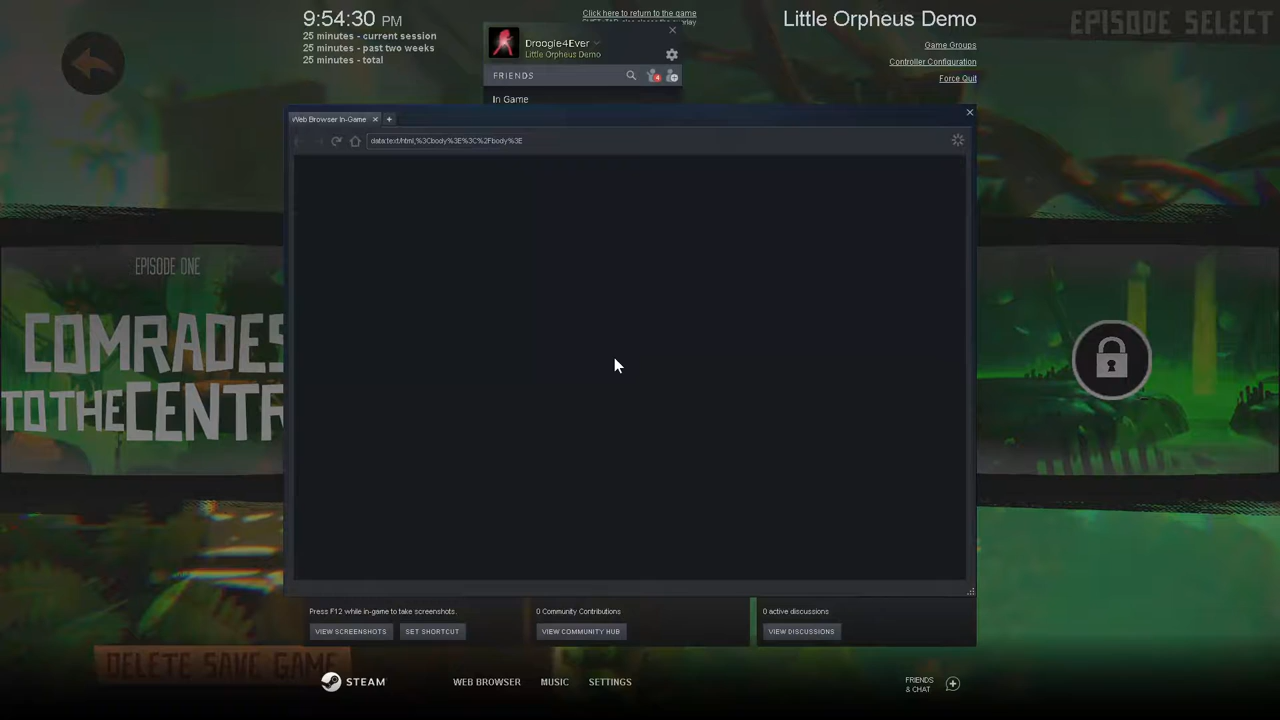 9:54:30 PM
25 minutes - current session
25 minutes - past two weeks
25 minutes - total
Click here to return to the game
Little Orpheus Demo
Game Groups
Controller Configuration
Force Quit
EPISODE SELECT
Droogie4Ever
Little Orpheus Demo
FRIENDS
4
In Game
Web Browser In-Game
data:text/html,%3Cbody%3E%3C%2Fbody%3E
EPISODE ONE
COMRADES
TO THE CENTR
Press F12 while in-game to take screenshots.
VIEW SCREENSHOTS
SET SHORTCUT
0 Community Contributions
VIEW COMMUNITY HUB
0 active discussions
VIEW DISCUSSIONS
DELETE SAVE GAME
STEAM
WEB BROWSER
MUSIC
SETTINGS
FRIENDS
& CHAT